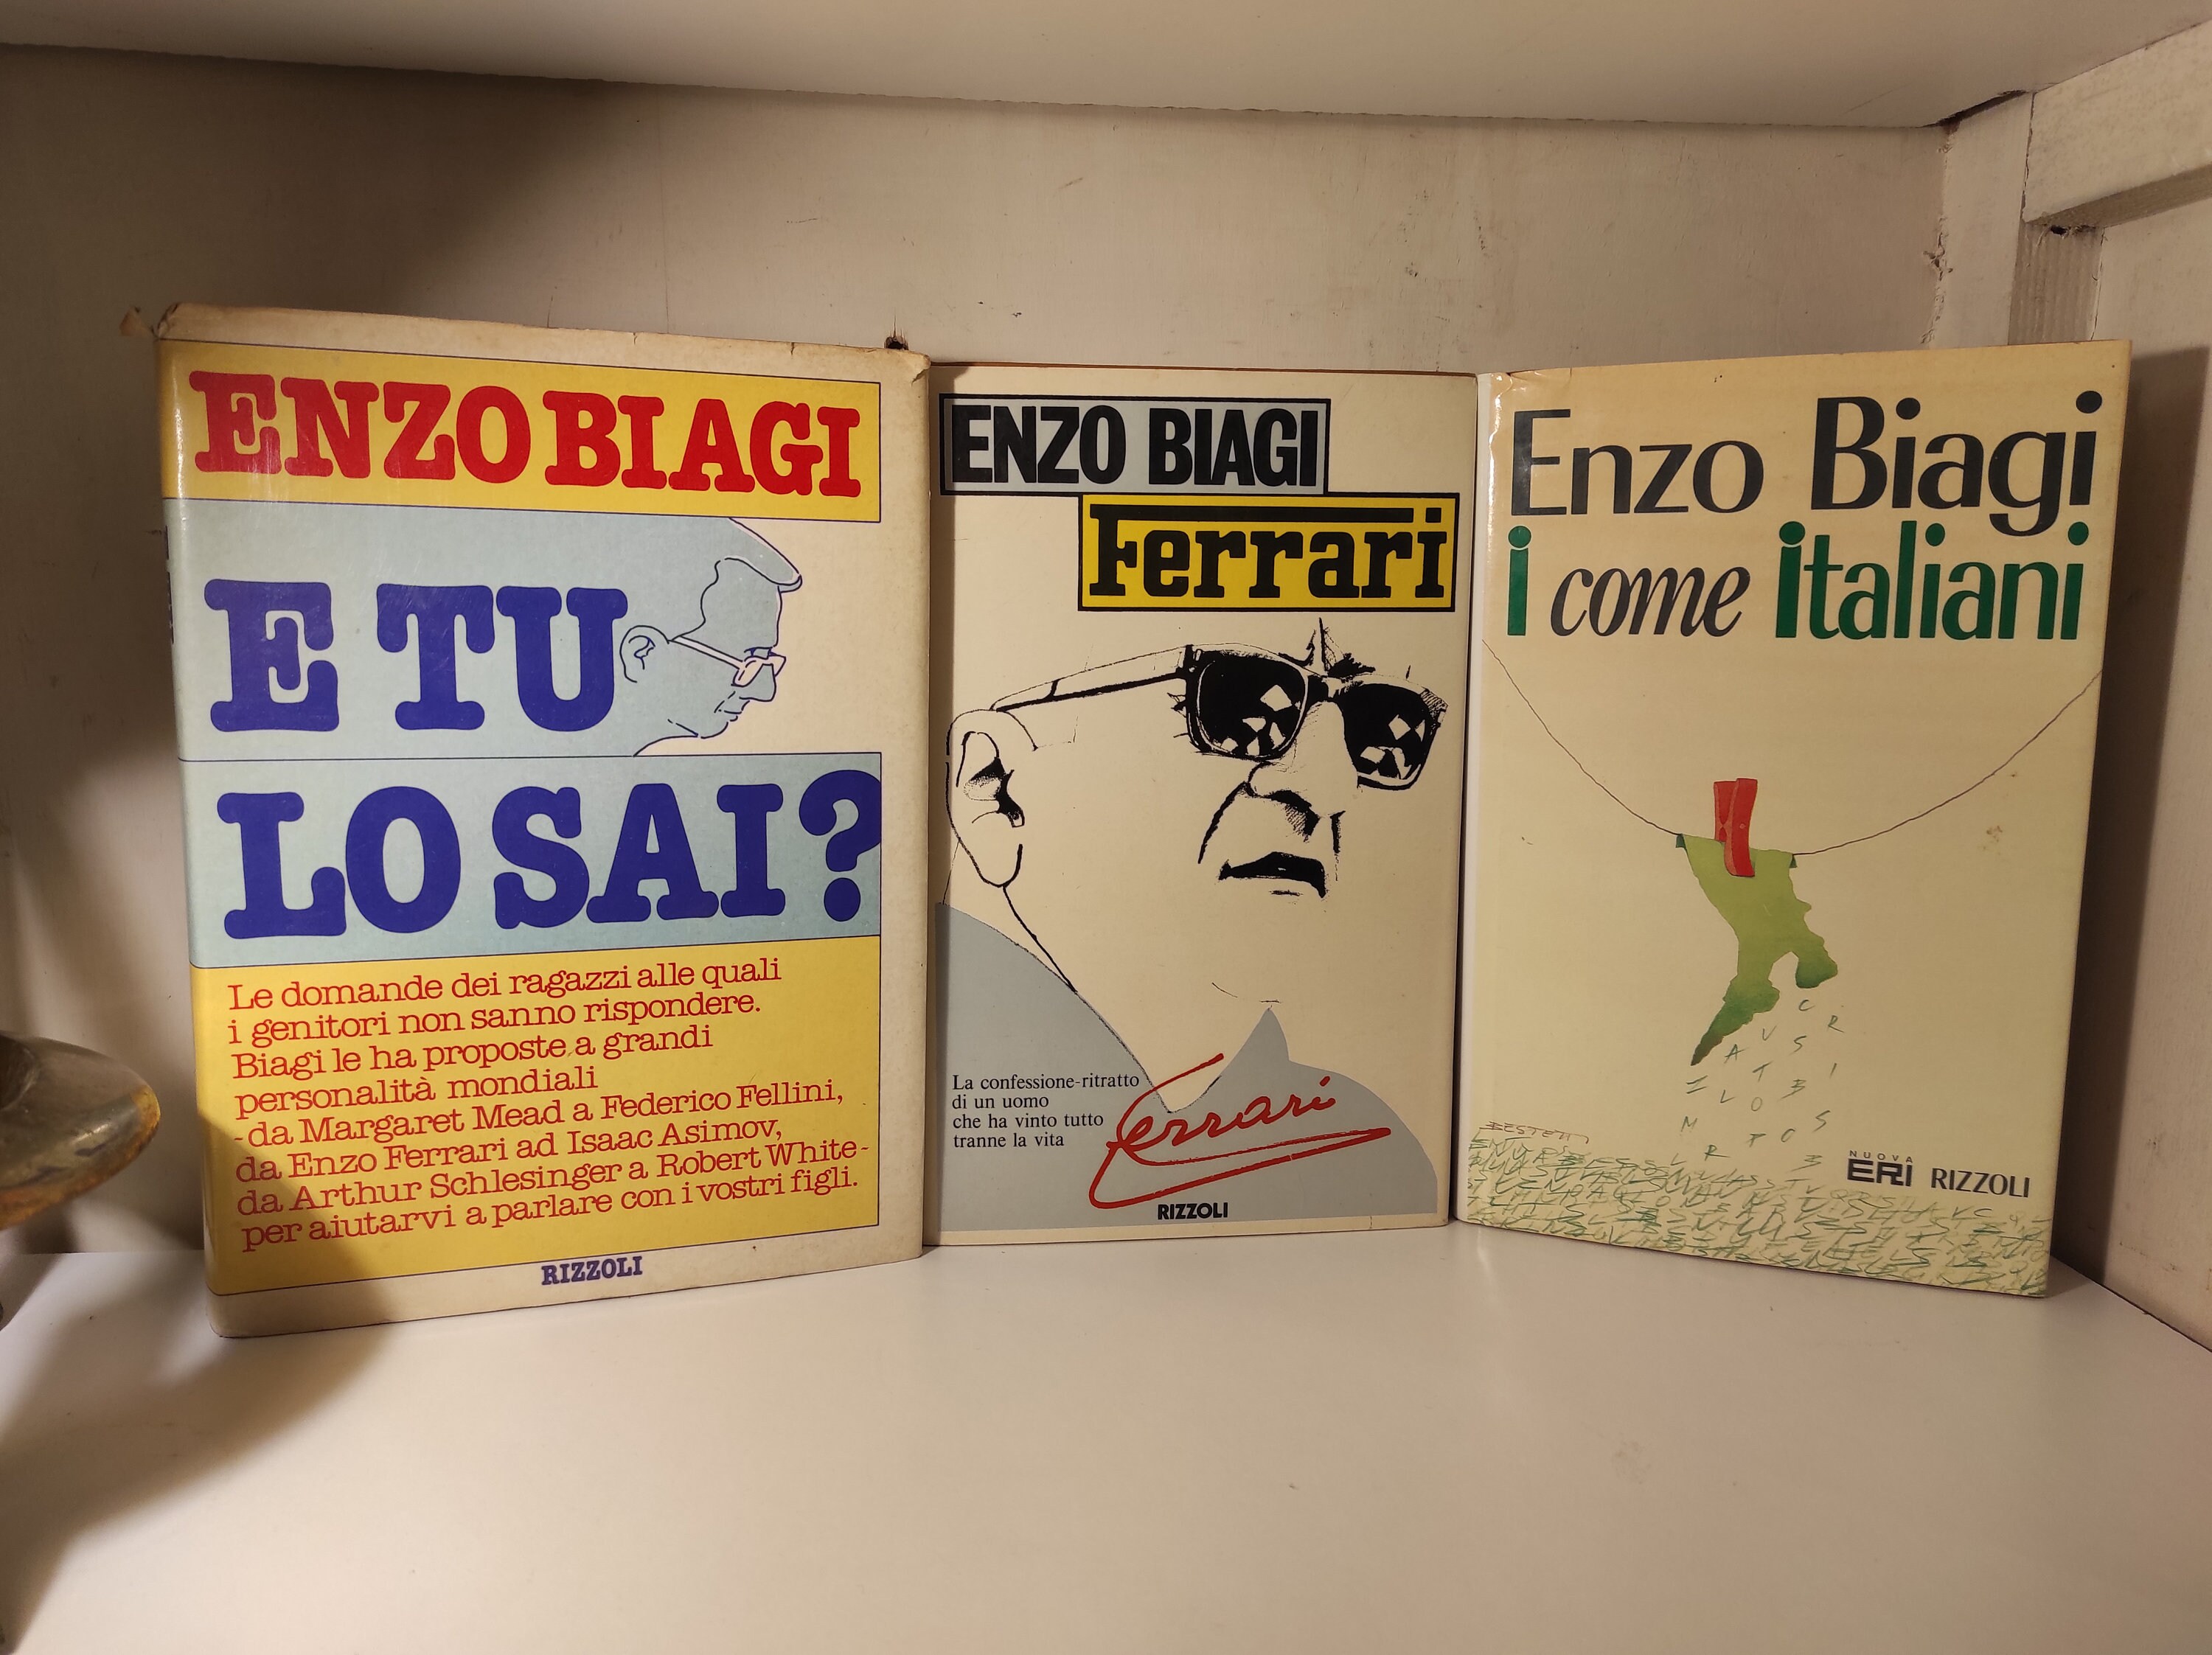 ENZO BIAGI
E TU
LO SAI?
Le domande dei ragazzi alle quali
i genitori non sanno rispondere.
Biagi le ha proposte a grandi
personalità mondiali
-da Margaret Mead a Federico Fellini,
da Enzo Ferrari ad Isaac Asimov,
da Arthur Schlesinger a Robert White-
per aiutarvi a parlare con i vostri figli.
RIZZOLI
ENZO BIAGI
Ferrari
La confessione-ritratto
di un uomo
che ha vinto tutto
tranne la vita
Ferrari
RIZZOLI
Enzo Biagi
i come italiani
NUOVA
ERI RIZZOLI